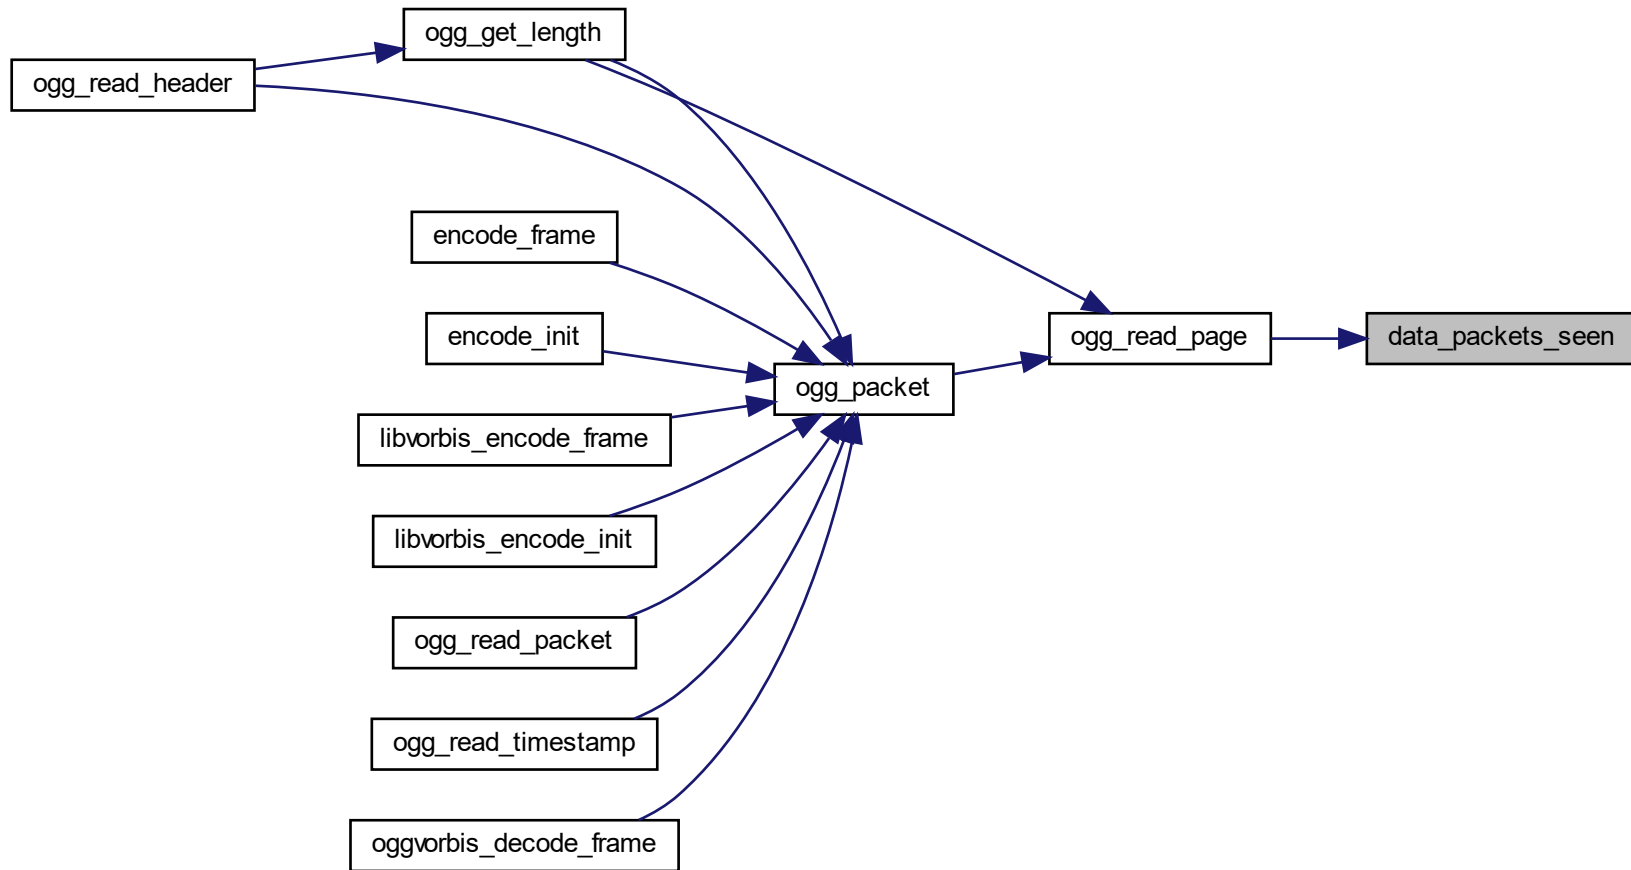 ogg_get_length
ogg_read_header
encode_frame
encode_init
ogg_read_page
data_packets_seen
ogg_packet
libvorbis_encode_frame
libvorbis_encode_init
ogg_read_packet
ogg_read_timestamp
oggvorbis_decode_frame